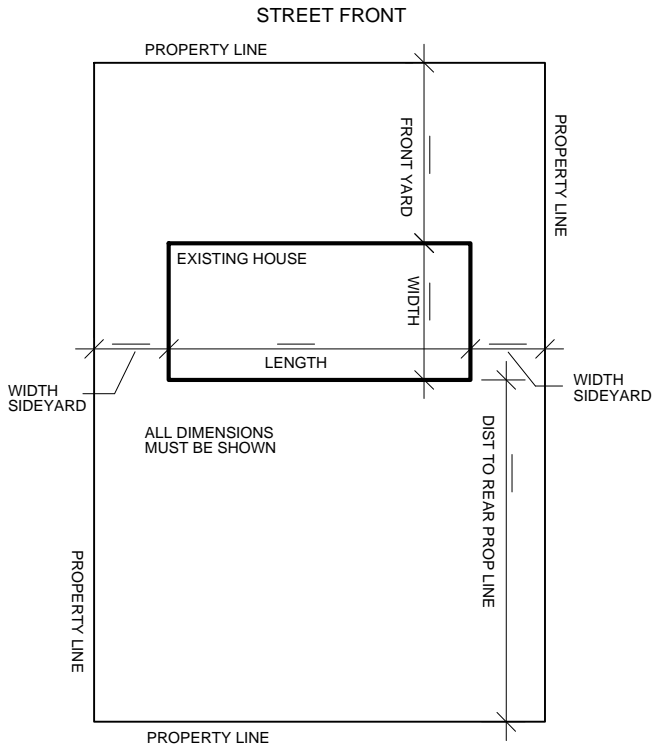 STREET FRONT
PROPERTY LINE
FRONT YARD
PROPERTY LINE
EXISTING HOUSE
WIDTH
LENGTH
WIDTH
SIDEYARD
WIDTH
SIDEYARD
ALL DIMENSIONS
MUST BE SHOWN
DIST TO REAR PROP LINE
PROPERTY LINE
PROPERTY LINE